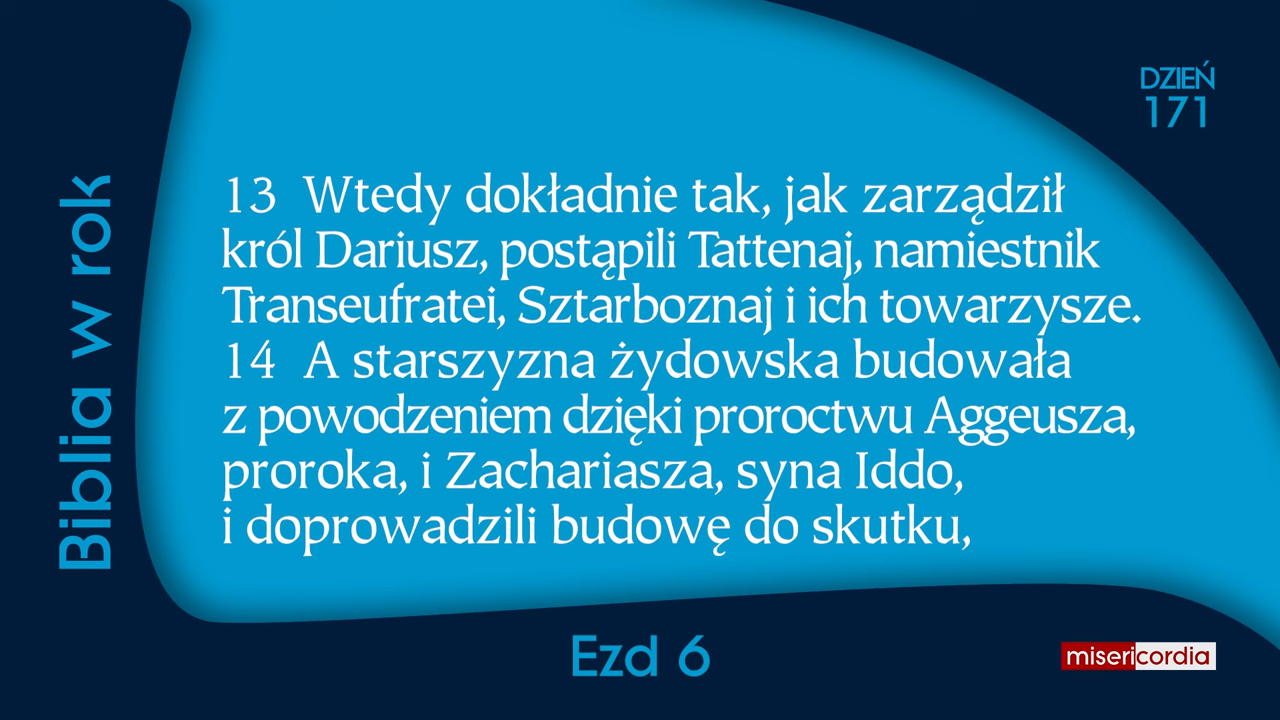 DZIEŃ
171
Biblia w rok
13 Wtedy dokładnie tak, jak zarządził
król Dariusz, postąpili Tattenaj, namiestnik
Transeufratei, Sztarboznaj i ich towarzysze.
14 A starszyzna żydowska budowała
z powodzeniem dzięki proroctwu Aggeusza,
proroka, i Zachariasza, syna Iddo,
i doprowadzili budowę do skutku,
Ezd 6
misericordia